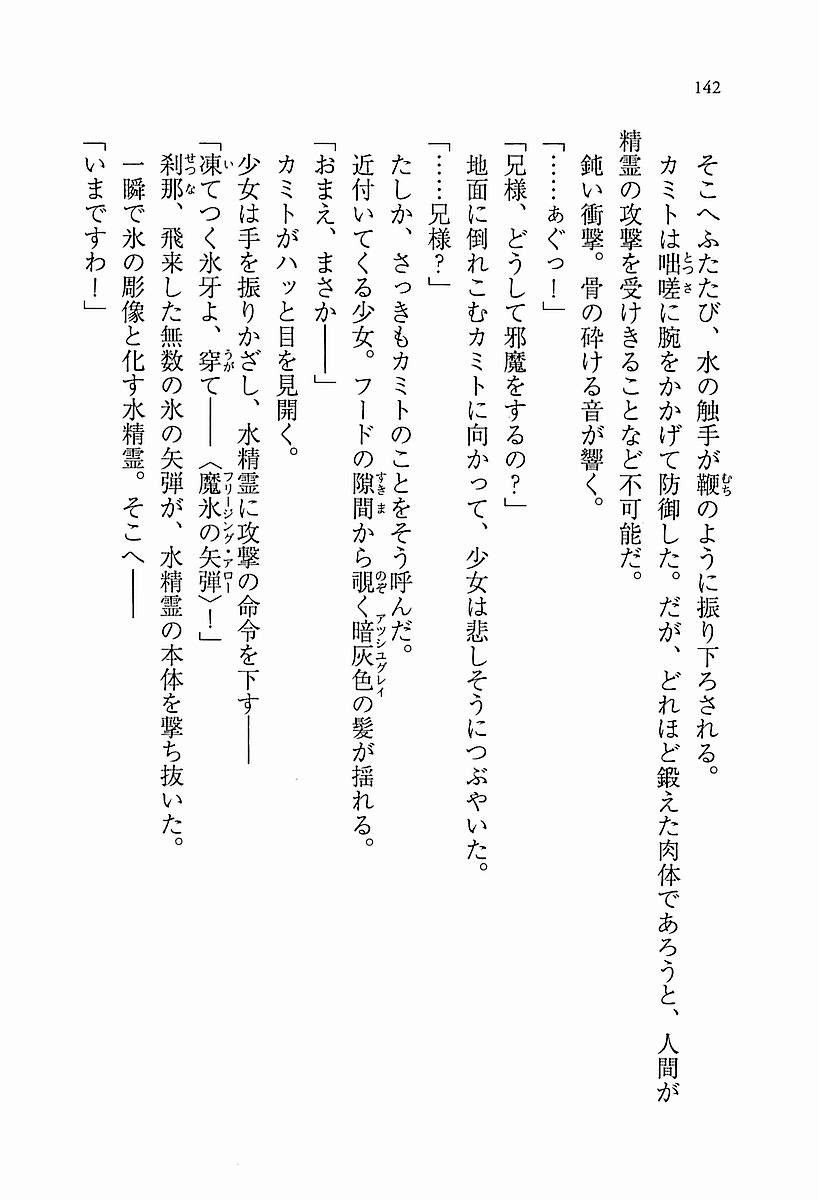 142
そこへふたたび、水の触手が鞭のように振り下ろされる。
カミトは咄嗟に腕をかかげて防御した。だが、どれほど鍛えた肉体であろうと、人間が
精霊の攻撃を受けきることなど不可能だ。
鈍い衝撃。骨の砕ける音が響く。
「……ぁぐっ！」
「兄様、どうして邪魔をするの？」
地面に倒れこむカミトに向かって、少女は悲しそうにつぶやいた。
「……兄様？」
たしか、さっきもカミトのことをそう呼んだ。
近付いてくる少女。フードの隙間から覗く暗灰色の髪が揺れる。
「おまえ、まさか――」
カミトがハッと目を見開く。
少女は手を振りかざし、水精霊に攻撃の命令を下す――
「凍てつく氷牙よ、穿て――〈魔氷の矢弾〉！」
刹那、飛来した無数の氷の矢弾が、水精霊の本体を撃ち抜いた。
一瞬で氷の彫像と化す水精霊。そこへ――
「いまですわ！」